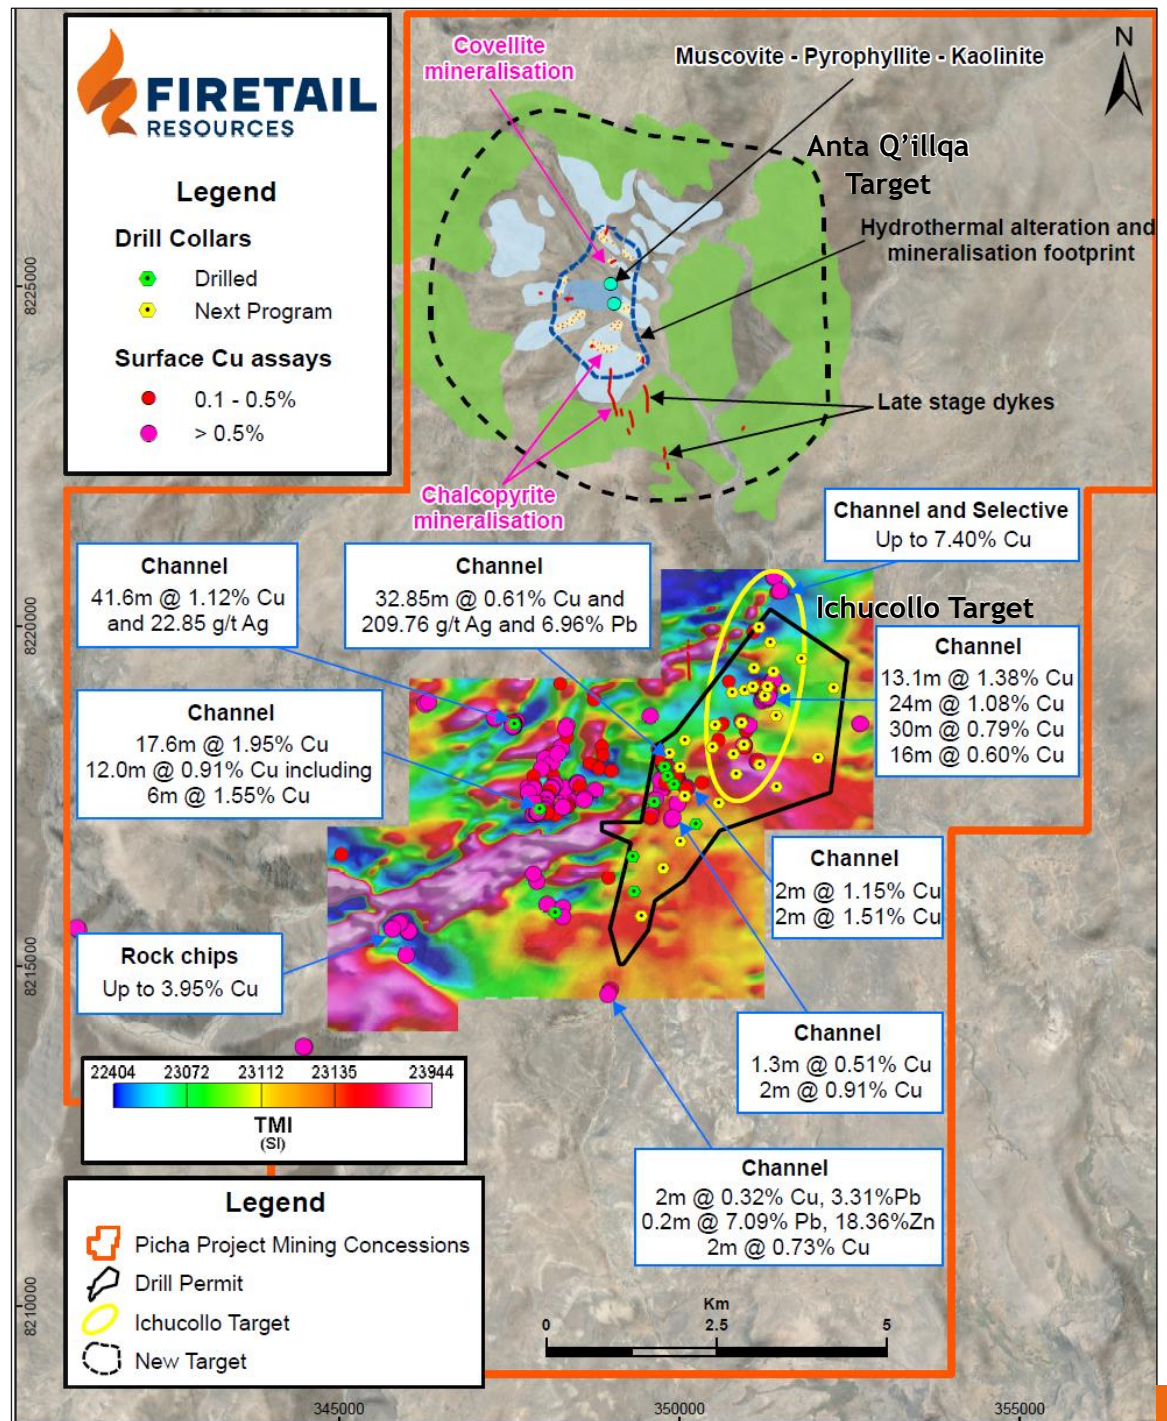 FIRETAIL
RESOURCES
Legend
Drill Collars
Drilled
Next Program
Surface Cu assays
0.1 - 0.5%
> 0.5%
Covellite
mineralisation
Muscovite - Pyrophyllite - Kaolinite
N
Anta Q'illqa
Target
Hydrothermal alteration and
mineralisation footprint
Late stage dykes
Chalcopyrite
mineralisation
Channel and Selective
Up to 7.40% Cu
Channel
41.6m @ 1.12% Cu
and 22.85 g/t Ag
Channel
32.85m @ 0.61% Cu and
209.76 g/t Ag and 6.96% Pb
Ichucollo Target
Channel
13.1m @ 1.38% Cu
24m @ 1.08% Cu
30m @ 0.79% Cu
16m @ 0.60% Cu
Channel
17.6m @ 1.95% Cu
12.0m @ 0.91% Cu including
6m @ 1.55% Cu
Channel
2m @ 1.15% Cu
2m @ 1.51% Cu
Rock chips
Up to 3.95% Cu
Channel
1.3m @ 0.51% Cu
2m @ 0.91% Cu
22404 23072 23112 23135 23944
TMI
(SI)
Channel
2m @ 0.32% Cu, 3.31%Pb
0.2m @ 7.09% Pb, 18.36%Zn
2m @ 0.73% Cu
Legend
Picha Project Mining Concessions
Drill Permit
Ichucollo Target
New Target
Km
0 2.5 5
8225000
8220000
8215000
8210000
345000 350000 355000